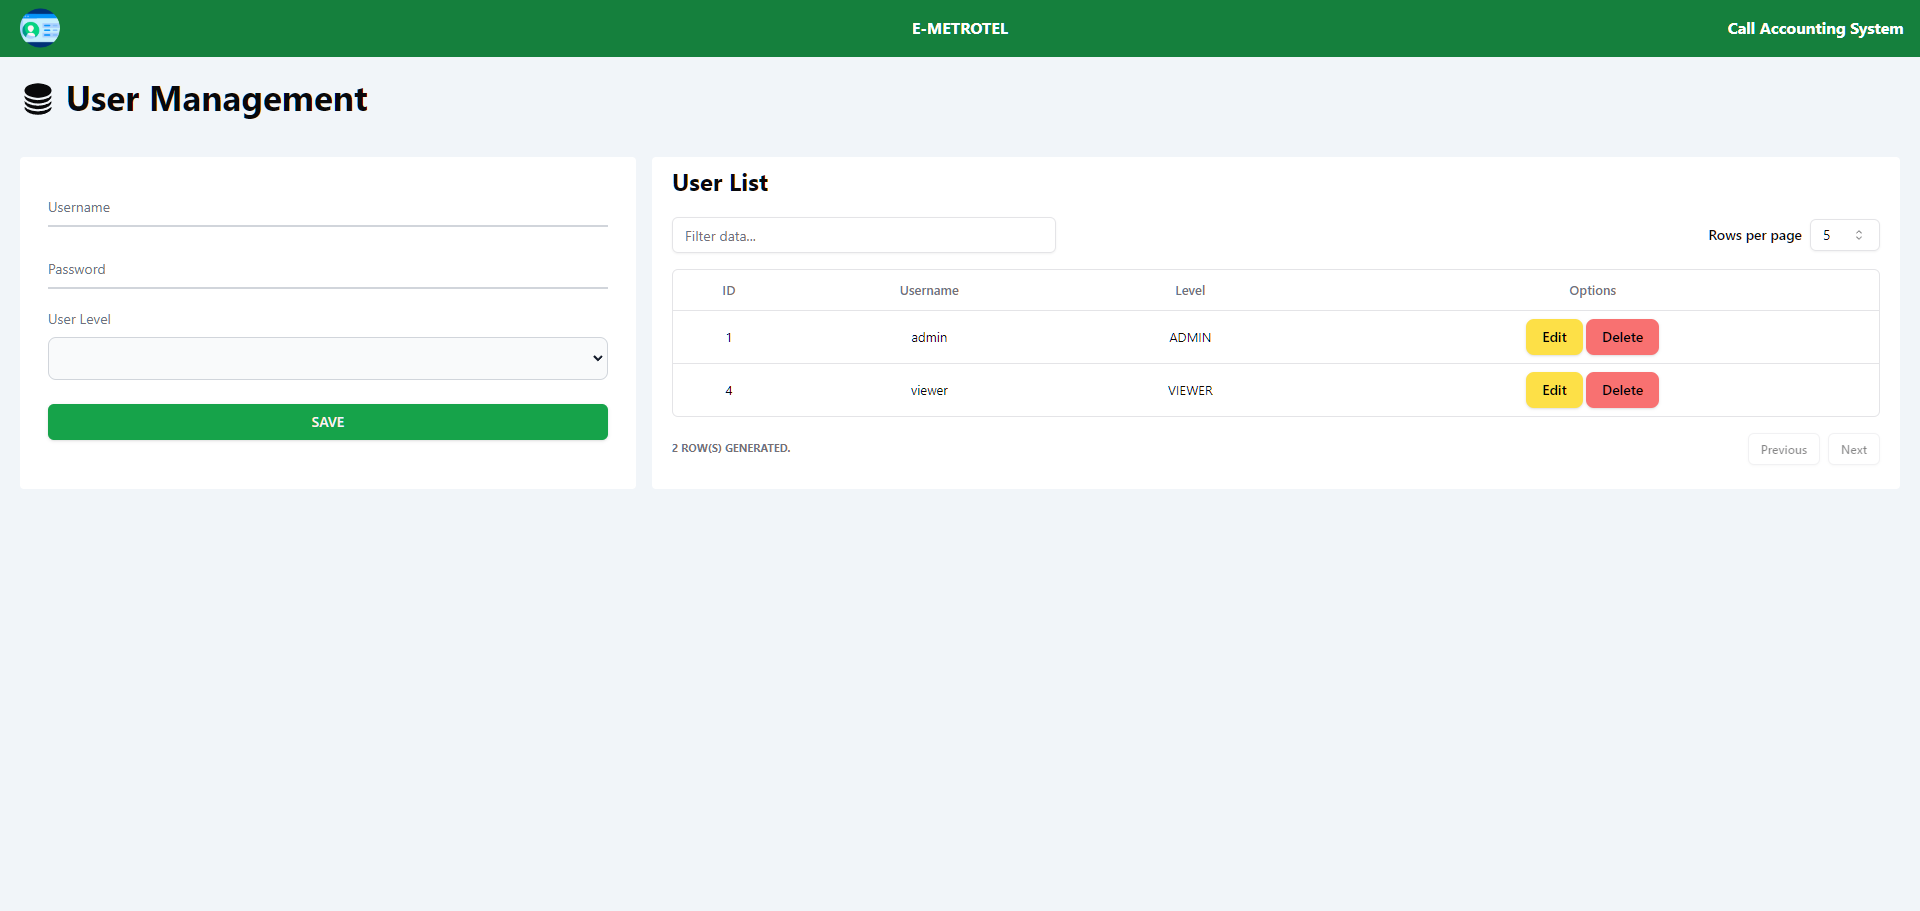 E-METROTEL
Call Accounting System
User Management
Username
Password
User Level
SAVE
User List
Filter data...
Rows per page 5
ID Username Level Options
1 admin ADMIN Edit Delete
4 viewer VIEWER Edit Delete
2 ROW(S) GENERATED.
Previous Next